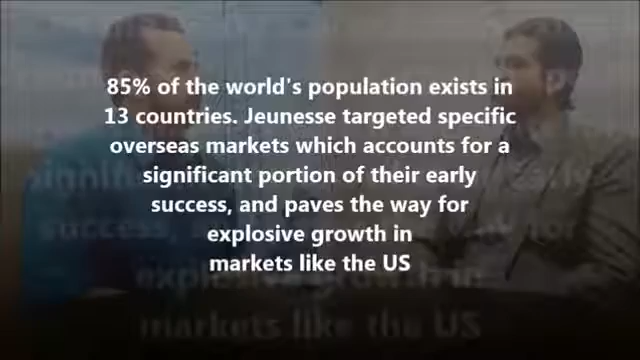 85% of the world's population exists in
13 countries. Jeunesse targeted specific
overseas markets which accounts for a
significant portion of their early
success, and paves the way for
explosive growth in
markets like the US